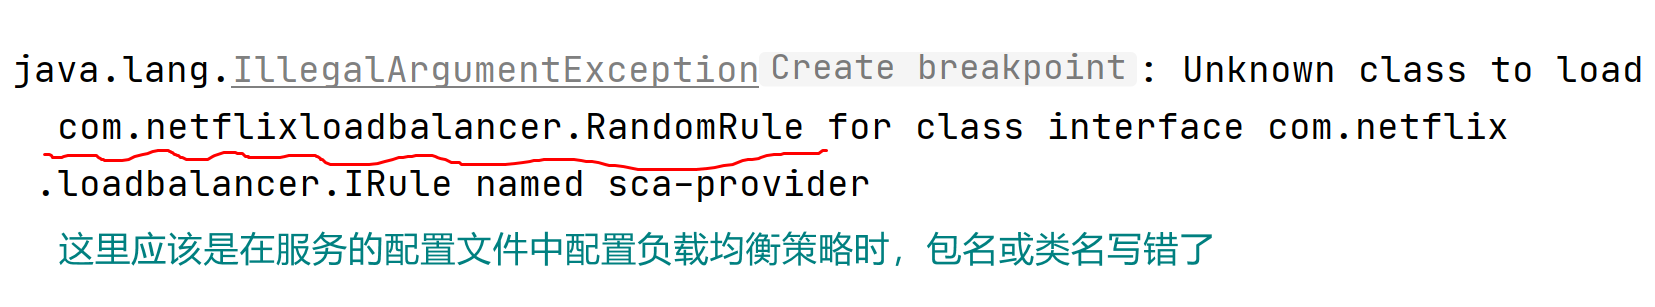 java.lang.IllegalArgumentException Create breakpoint : Unknown class to load
com.netflixloadbalancer.RandomRule for class interface com.netflix
.loadbalancer.IRule named sca-provider
这里应该是在服务的配置文件中配置负载均衡策略时，包名或类名写错了